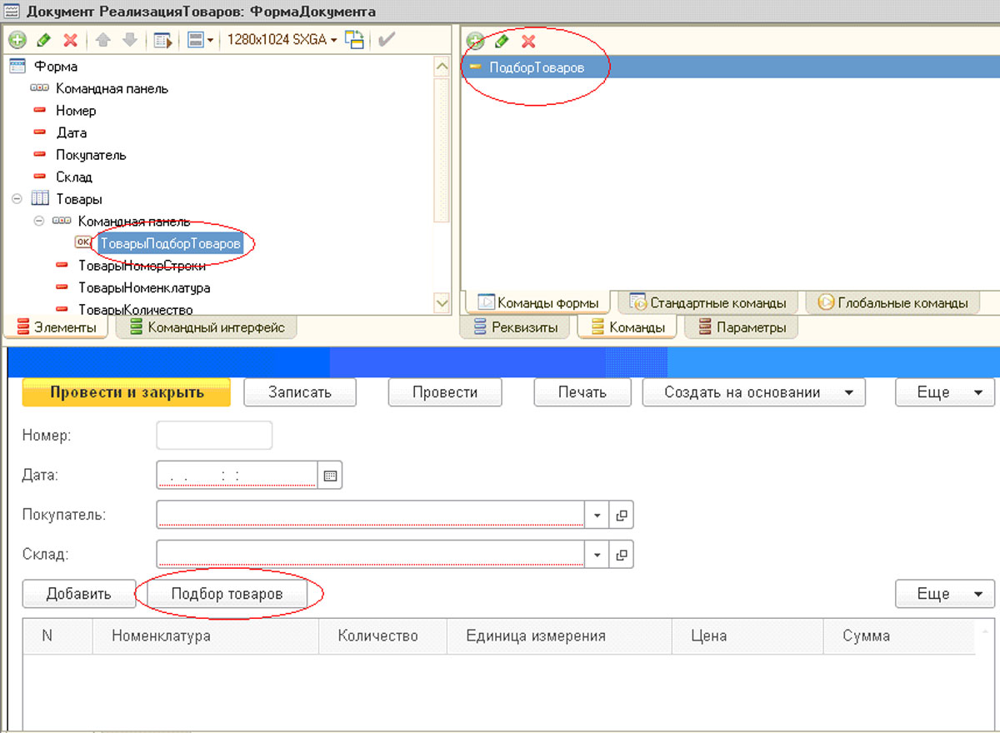 Документ РеализацияТоваров: ФормаДокумента
1280x1024 SXGA
Форма
Командная панель
Номер
Дата
Покупатель
Склад
Товары
Командная панель
OK ТоварыПодборТоваров
ТоварыНомерСтроки
ТоварыНоменклатура
ТоварыКоличество
Элементы Командный интерфейс
ПодборТоваров
Команды формы Стандартные команды Глобальные команды
Реквизиты Команды Параметры
Провести и закрыть Записать Провести Печать Создать на основании Еще
Номер:
Дата: . . : :
Покупатель:
Склад:
Добавить Подбор товаров Еще
N Номенклатура Количество Единица измерения Цена Сумма